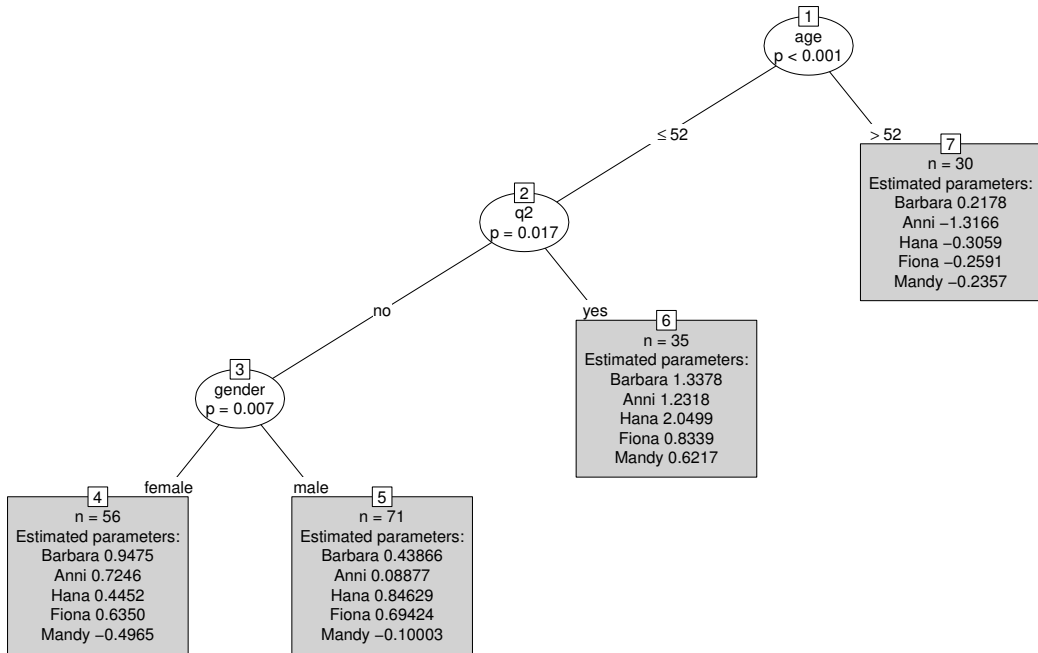 1
age
p < 0.001
≤ 52
> 52
2
q2
p = 0.017
7
n = 30
Estimated parameters:
Barbara 0.2178
Anni −1.3166
Hana −0.3059
Fiona −0.2591
Mandy −0.2357
no
yes
3
gender
p = 0.007
6
n = 35
Estimated parameters:
Barbara 1.3378
Anni 1.2318
Hana 2.0499
Fiona 0.8339
Mandy 0.6217
female
male
4
n = 56
Estimated parameters:
Barbara 0.9475
Anni 0.7246
Hana 0.4452
Fiona 0.6350
Mandy −0.4965
5
n = 71
Estimated parameters:
Barbara 0.43866
Anni 0.08877
Hana 0.84629
Fiona 0.69424
Mandy −0.10003